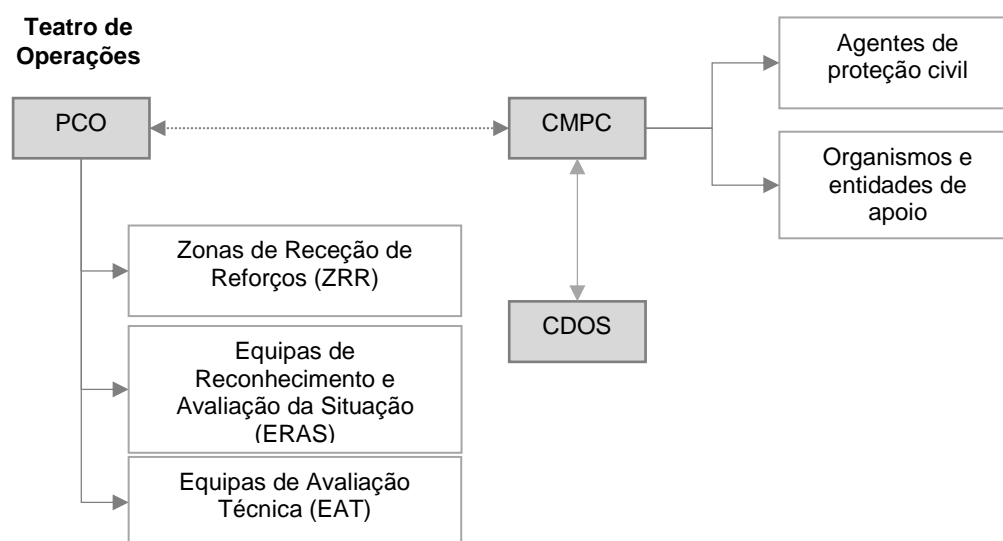 Teatro de
Operações
PCO
CMPC
Agentes de
proteção civil
Organismos e
entidades de
apoio
Zonas de Receção de
Reforços (ZRR)
CDOS
Equipas de
Reconhecimento e
Avaliação da Situação
(ERAS)
Equipas de Avaliação
Técnica (EAT)